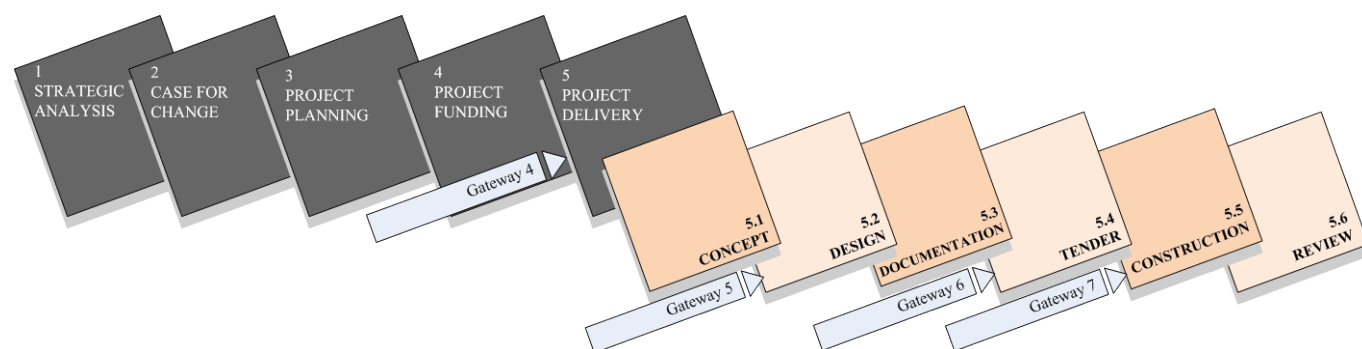 1
STRATEGIC
ANALYSIS
2
CASE FOR
CHANGE
3
PROJECT
PLANNING
4
PROJECT
FUNDING
5
PROJECT
DELIVERY
Gateway 4
5.1
CONCEPT
5.2
DESIGN
5.3
DOCUMENTATION
5.4
TENDER
5.5
CONSTRUCTION
5.6
REVIEW
Gateway 5
Gateway 6
Gateway 7